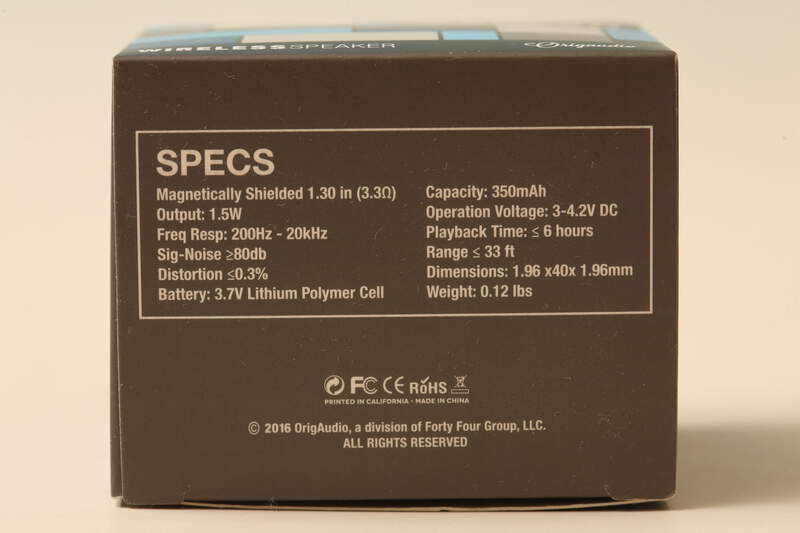 WIRELESSSPEAKER
Origaudio
SPECS
Magnetically Shielded 1.30 in (3.3Ω)
Output: 1.5W
Freq Resp: 200Hz - 20kHz
Sig-Noise ≥80db
Distortion ≤0.3%
Battery: 3.7V Lithium Polymer Cell
Capacity: 350mAh
Operation Voltage: 3-4.2V DC
Playback Time: ≤ 6 hours
Range ≤ 33 ft
Dimensions: 1.96 x40x 1.96mm
Weight: 0.12 lbs
FC CE RoHS
PRINTED IN CALIFORNIA • MADE IN CHINA
© 2016 OrigAudio, a division of Forty Four Group, LLC.
ALL RIGHTS RESERVED